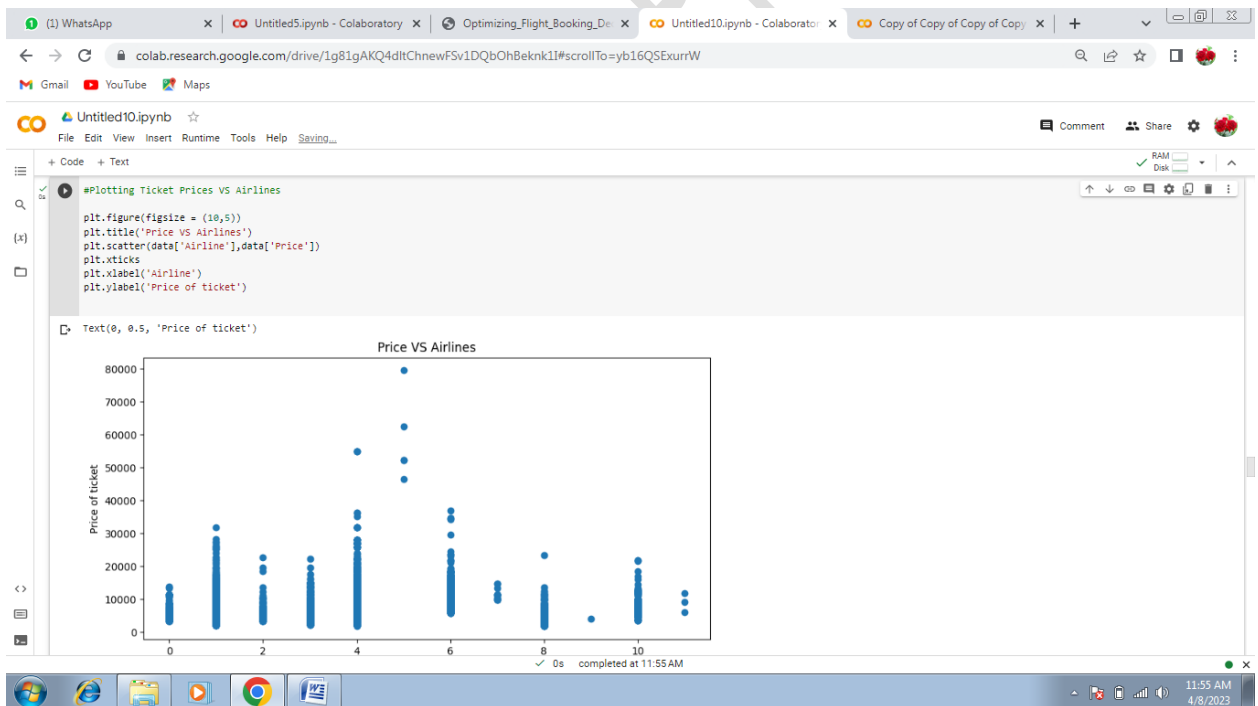 (1) WhatsApp
Untitled5.ipynb - Colaboratory
Optimizing_Flight_Booking_De
Untitled10.ipynb - Colaborator
Copy of Copy of Copy of Copy
colab.research.google.com/drive/1g81gAKQ4dItChnewFSv1DQbOhBeknk1I#scrollTo=yb16QSExurrW
Gmail YouTube Maps
CO Untitled10.ipynb
File Edit View Insert Runtime Tools Help Saving...
Comment Share
+ Code + Text
RAM
Disk
0s
{x}
#Plotting Ticket Prices VS Airlines
plt.figure(figsize = (10,5))
plt.title('Price VS Airlines')
plt.scatter(data['Airline'],data['Price'])
plt.xticks
plt.xlabel('Airline')
plt.ylabel('Price of ticket')
Text(0, 0.5, 'Price of ticket')
Price VS Airlines
80000
70000
60000
50000
40000
30000
20000
10000
0
Price of ticket
0 2 4 6 8 10
0s completed at 11:55 AM
11:55 AM
4/8/2023